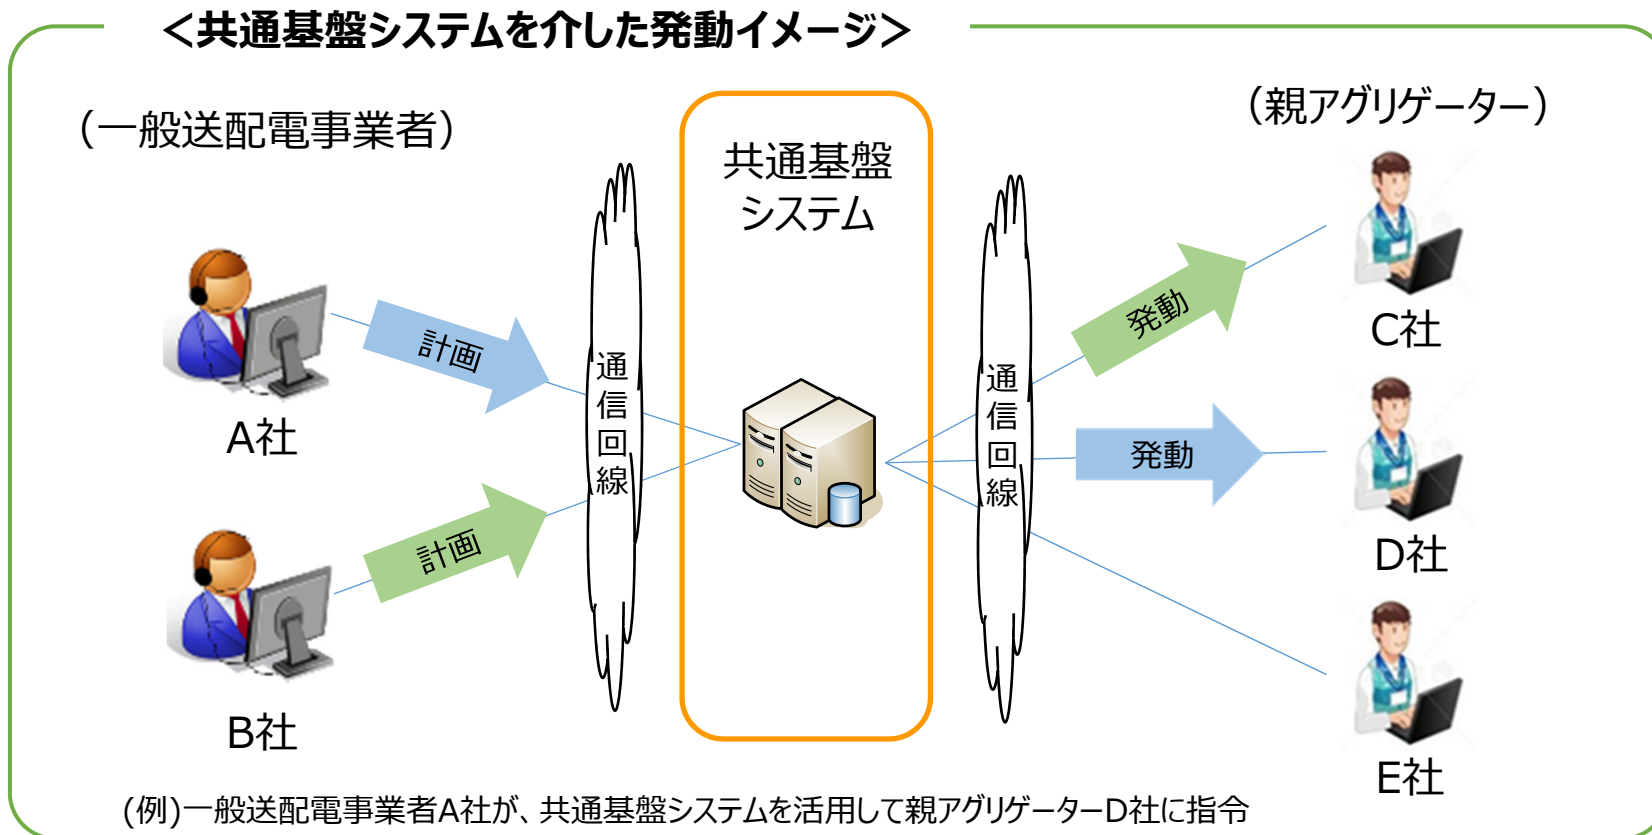 ＜共通基盤システムを介した発動イメージ＞
（一般送配電事業者）
（親アグリゲーター）
共通基盤
システム
計画
A社
計画
B社
通信回線
通信回線
発動
C社
発動
D社
E社
(例)一般送配電事業者A社が、共通基盤システムを活用して親アグリゲーターD社に指令